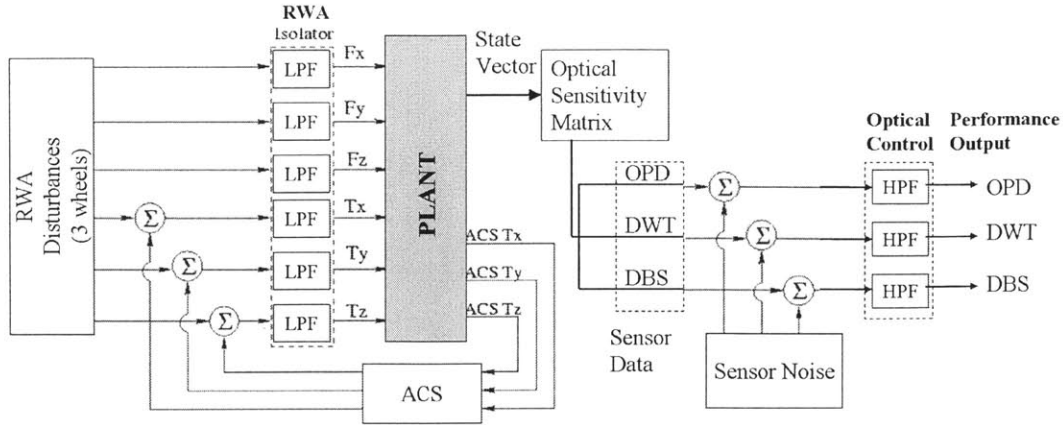 RWA
Isolator
RWA
Disturbances
(3 wheels)
LPF
LPF
LPF
LPF
LPF
LPF
Fx
Fy
Fz
Tx
Ty
Tz
Σ
Σ
Σ
PLANT
ACS Tx
ACS Ty
ACS Tz
ACS
State
Vector
Optical
Sensitivity
Matrix
OPD
DWT
DBS
Sensor
Data
Σ
Σ
Σ
Sensor Noise
Optical
Control
HPF
HPF
HPF
Performance
Output
OPD
DWT
DBS